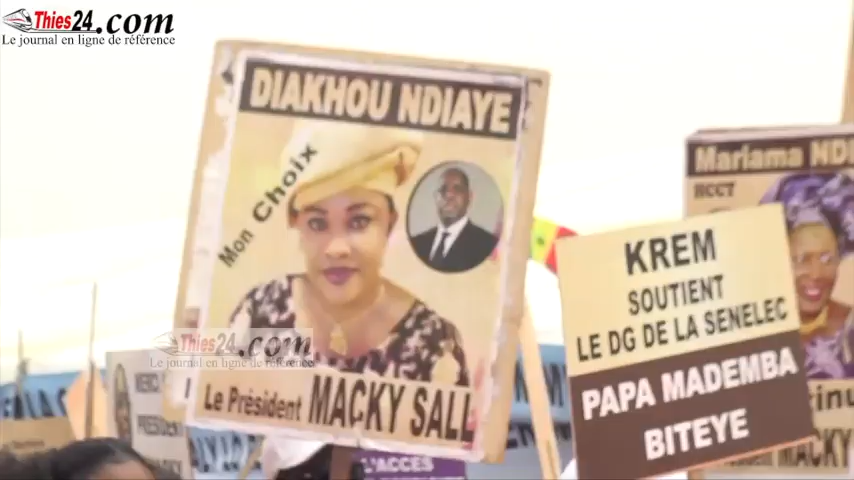 Thies24.com
Le journal en ligne de référence
DIAKHOU NDIAYE
Mon Choix
Le Président MACKY SALL
Thies24.com
Le journal en ligne de référence
KREM
SOUTIENT
LE DG DE LA SENELEC
PAPA MADEMBA
BITEYE
Mariama
HCCT
MACKY
L'ACCÈS